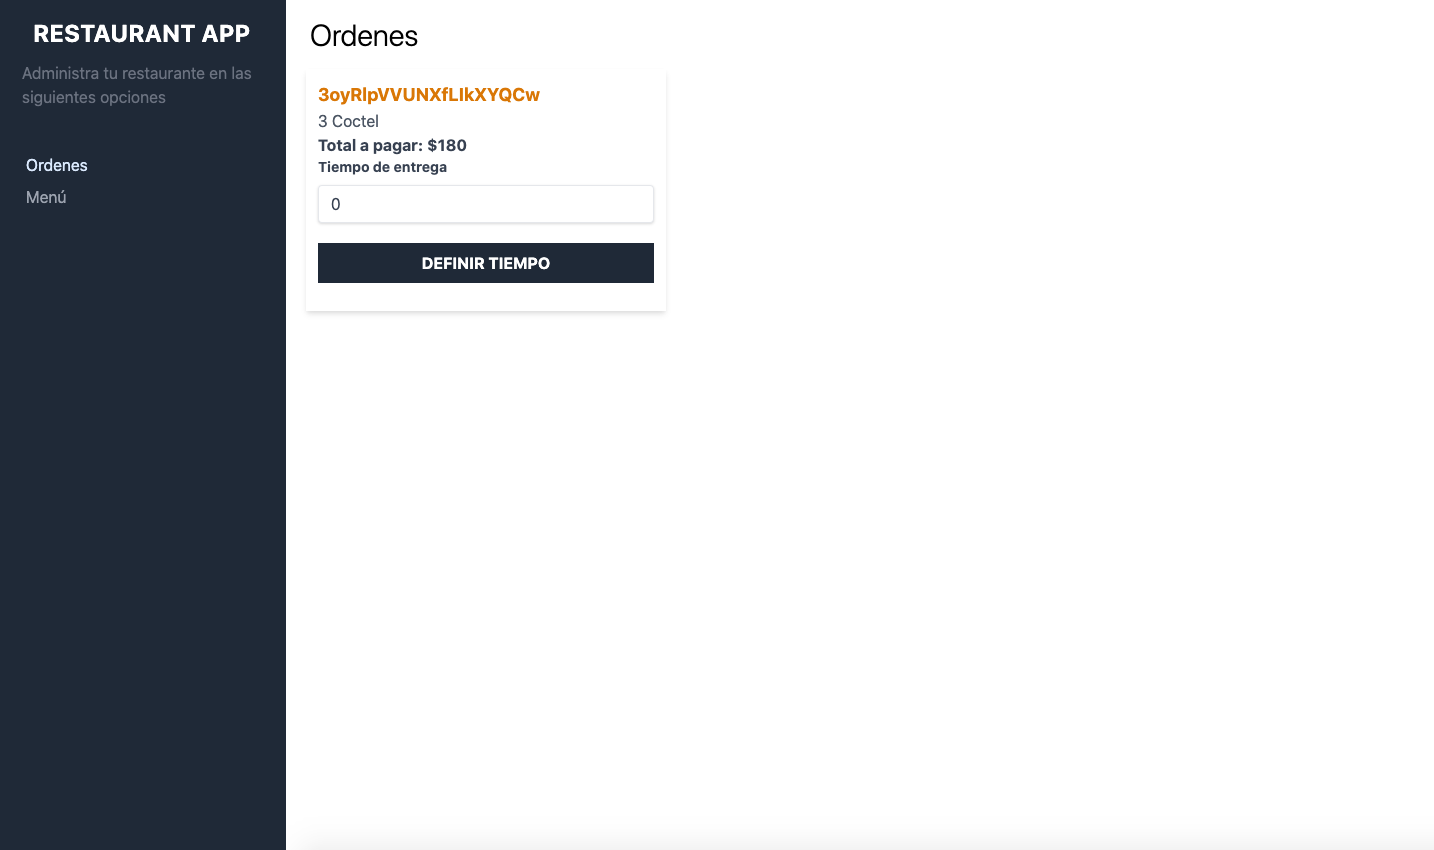 RESTAURANT APP
Administra tu restaurante en las
siguientes opciones
Ordenes
Menú
Ordenes
3oyRlpVVUNXfLIkXYQCw
3 Coctel
Total a pagar: $180
Tiempo de entrega
0
DEFINIR TIEMPO